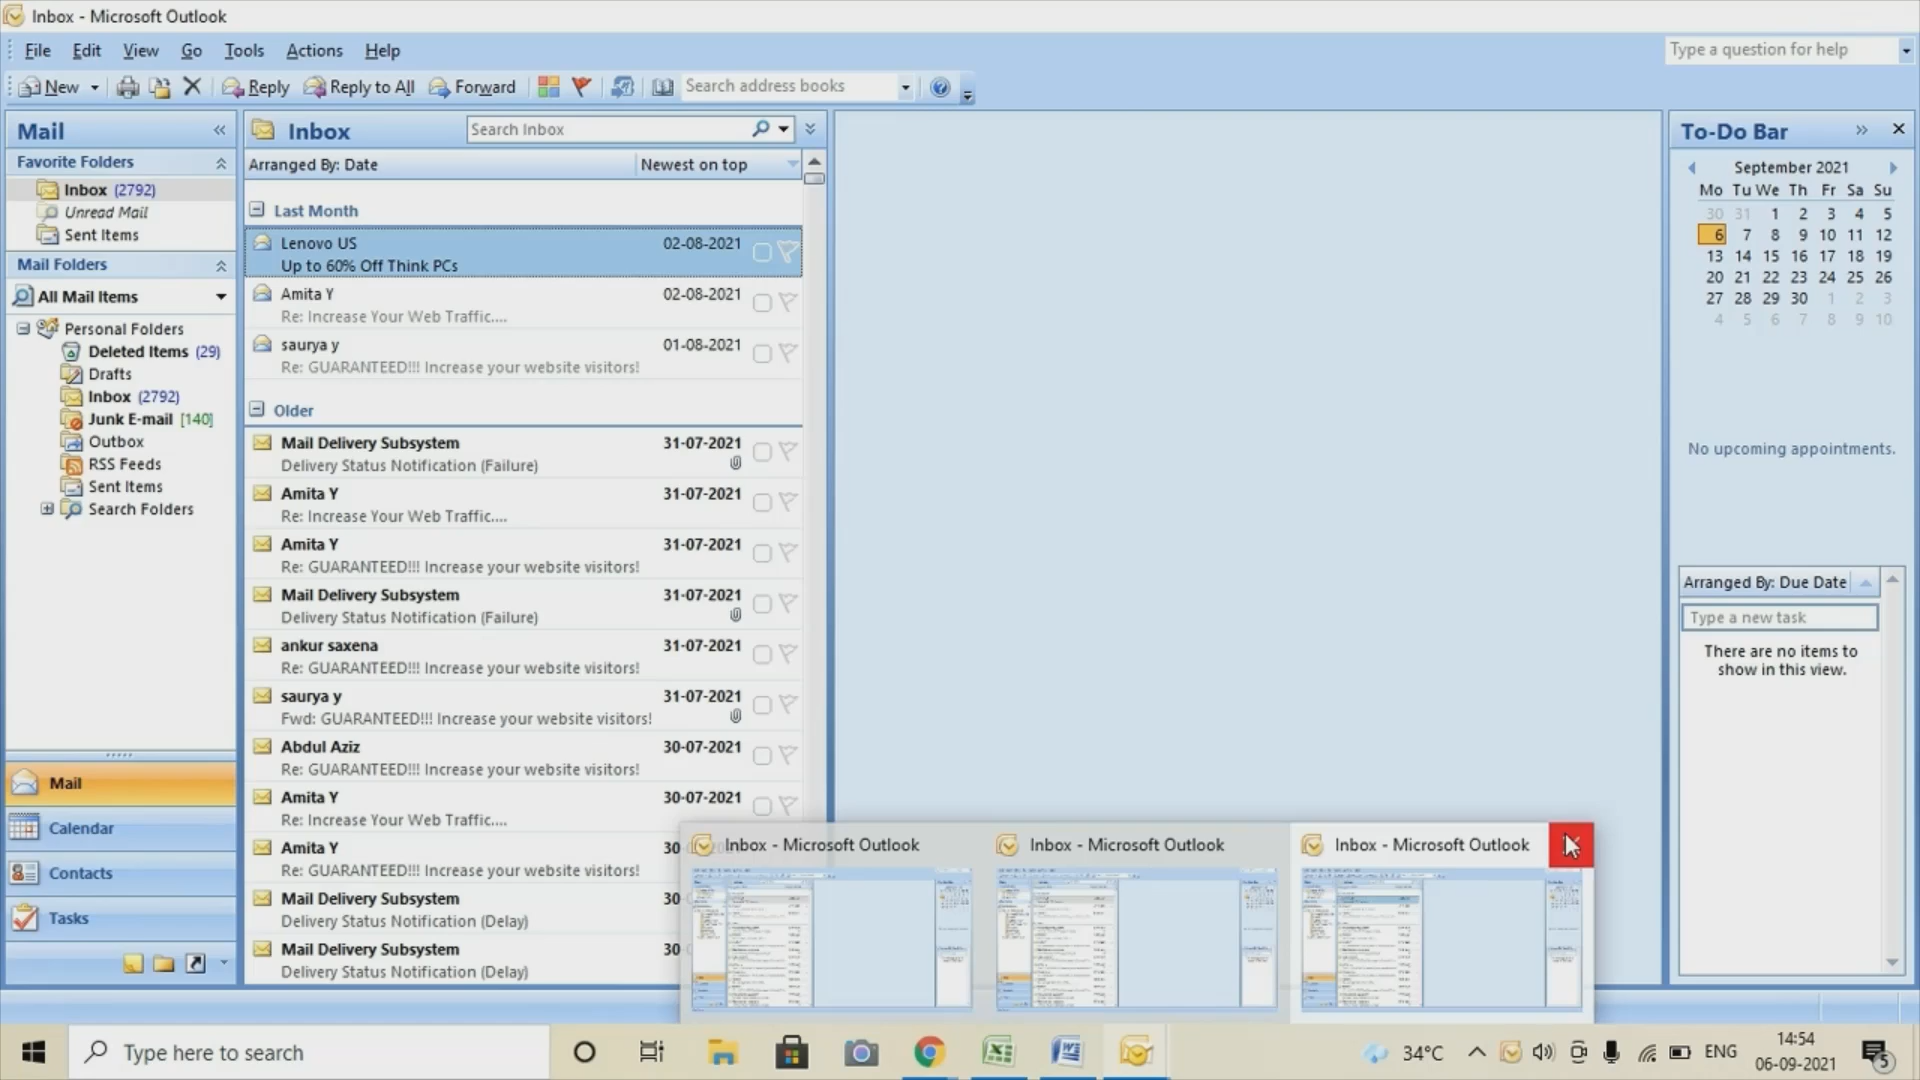 Inbox - Microsoft Outlook
File Edit View Go Tools Actions Help
Type a question for help
New Reply Reply to All Forward Search address books
Mail
Favorite Folders
Inbox (2792)
Unread Mail
Sent Items
Mail Folders
All Mail Items
Personal Folders
Deleted Items (29)
Drafts
Inbox (2792)
Junk E-mail [140]
Outbox
RSS Feeds
Sent Items
Search Folders
Mail
Calendar
Contacts
Tasks
Inbox Search Inbox
Arranged By: Date Newest on top
Last Month
Lenovo US 02-08-2021
Up to 60% Off Think PCs
Amita Y 02-08-2021
Re: Increase Your Web Traffic....
saurya y 01-08-2021
Re: GUARANTEED!!! Increase your website visitors!
Older
Mail Delivery Subsystem 31-07-2021
Delivery Status Notification (Failure)
Amita Y 31-07-2021
Re: Increase Your Web Traffic....
Amita Y 31-07-2021
Re: GUARANTEED!!! Increase your website visitors!
Mail Delivery Subsystem 31-07-2021
Delivery Status Notification (Failure)
ankur saxena 31-07-2021
Re: GUARANTEED!!! Increase your website visitors!
saurya y 31-07-2021
Fwd: GUARANTEED!!! Increase your website visitors!
Abdul Aziz 30-07-2021
Re: GUARANTEED!!! Increase your website visitors!
Amita Y 30-07-2021
Re: Increase Your Web Traffic....
Amita Y 30
Re: GUARANTEED!!! Increase your website visitors!
Mail Delivery Subsystem 30
Delivery Status Notification (Delay)
Mail Delivery Subsystem 30
Delivery Status Notification (Delay)
To-Do Bar
September 2021
Mo Tu We Th Fr Sa Su
30 31 1 2 3 4 5
6 7 8 9 10 11 12
13 14 15 16 17 18 19
20 21 22 23 24 25 26
27 28 29 30 1 2 3
4 5 6 7 8 9 10
No upcoming appointments.
Arranged By: Due Date
Type a new task
There are no items to
show in this view.
Inbox - Microsoft Outlook Inbox - Microsoft Outlook Inbox - Microsoft Outlook
Type here to search
34°C ENG
14:54
06-09-2021
5